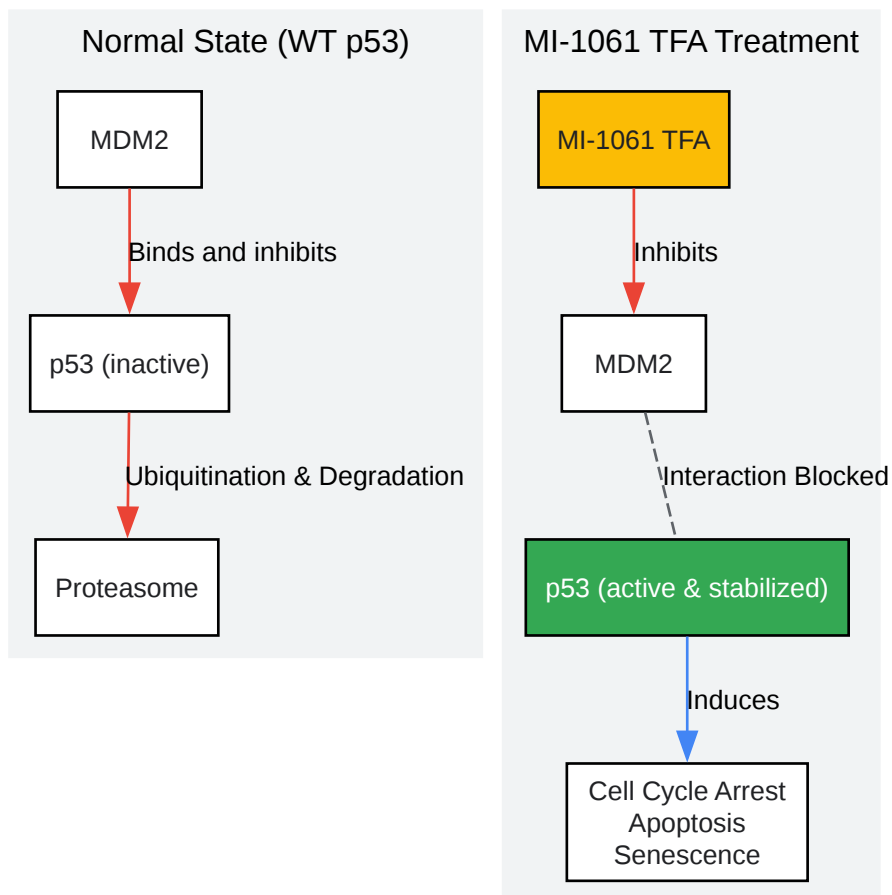 Normal State (WT p53)
MDM2
Binds and inhibits
p53 (inactive)
Ubiquitination & Degradation
Proteasome
MI-1061 TFA Treatment
MI-1061 TFA
Inhibits
MDM2
Interaction Blocked
p53 (active & stabilized)
Induces
Cell Cycle Arrest
Apoptosis
Senescence